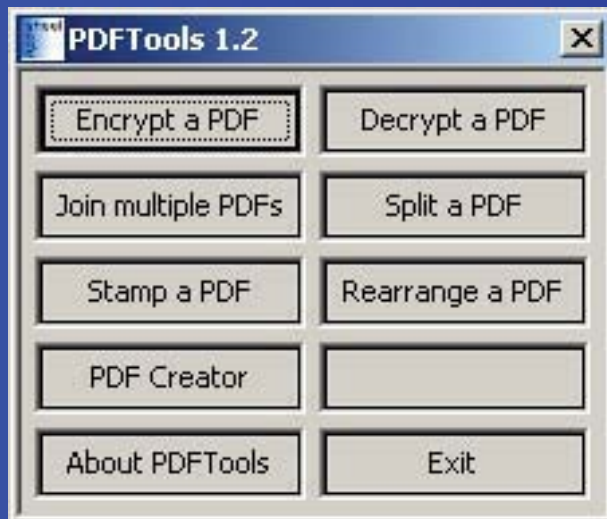 PDFTools 1.2
Encrypt a PDF
Decrypt a PDF
Join multiple PDFs
Split a PDF
Stamp a PDF
Rearrange a PDF
PDF Creator
About PDFTools
Exit